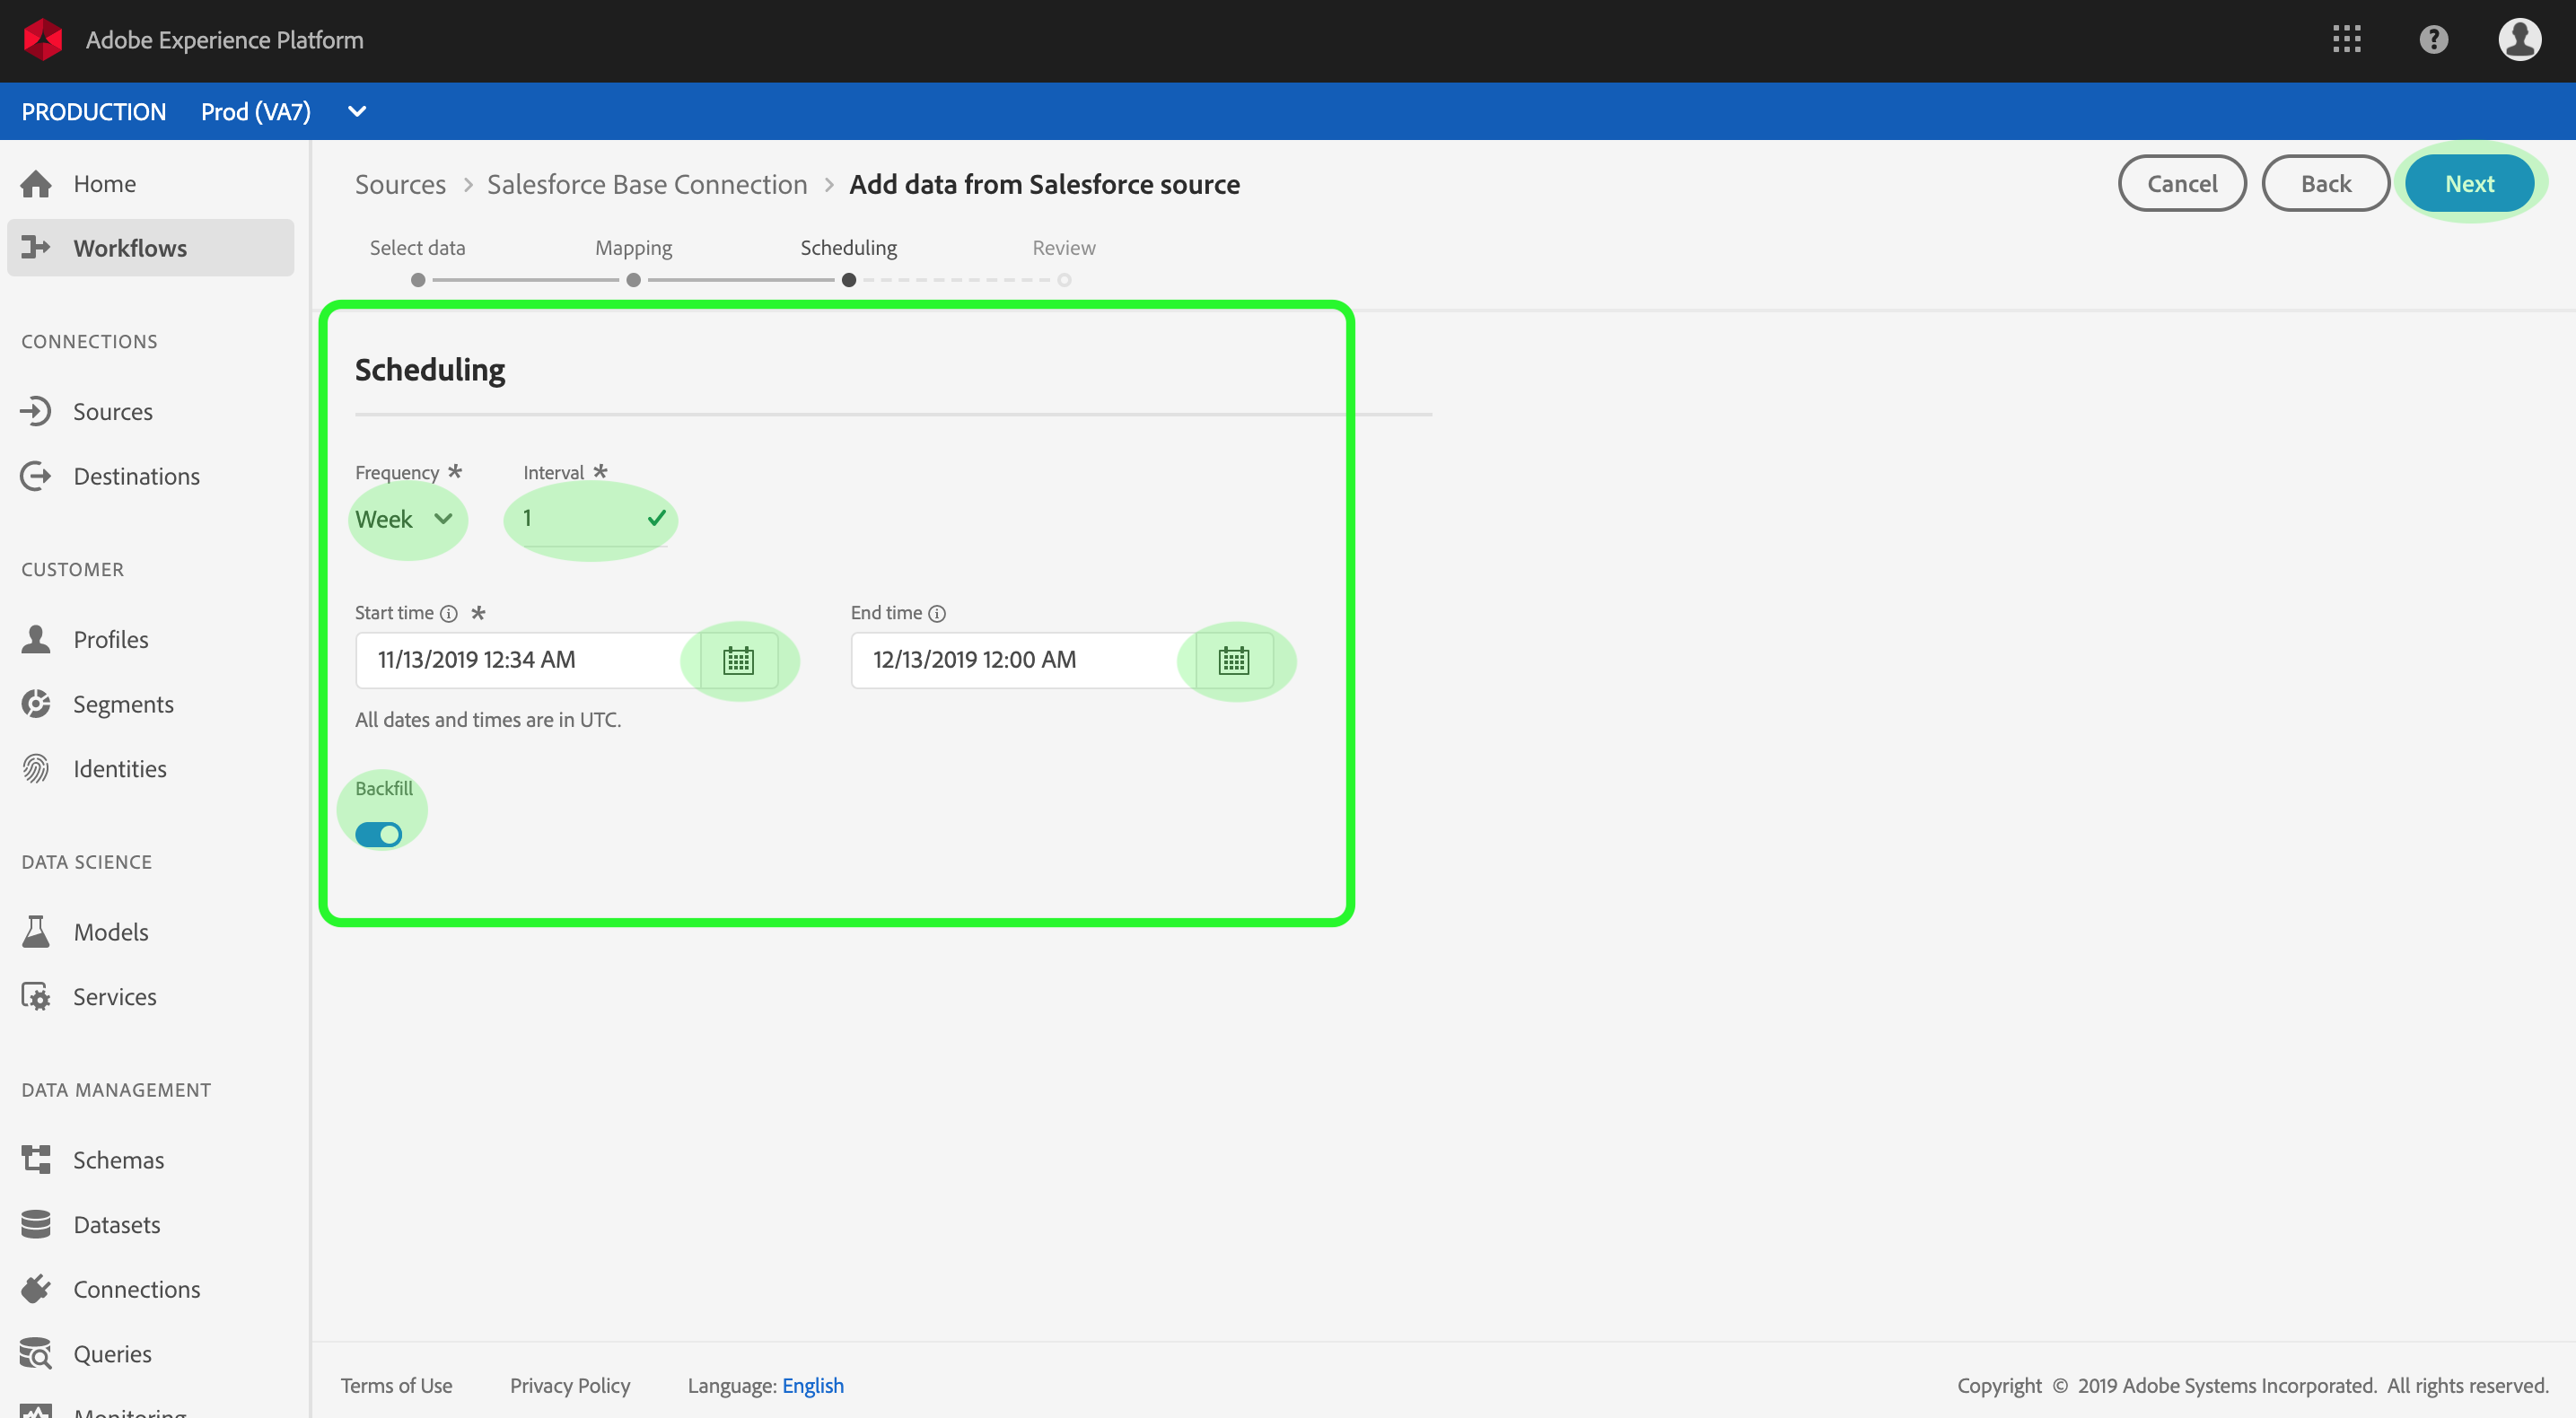 Adobe Experience Platform
?
PRODUCTION Prod (VA7)
Home
Workflows
CONNECTIONS
Sources
Destinations
CUSTOMER
Profiles
Segments
Identities
DATA SCIENCE
Models
Services
DATA MANAGEMENT
Schemas
Datasets
Connections
Queries
Monitoring
Sources > Salesforce Base Connection > Add data from Salesforce source
Cancel Back Next
Select data Mapping Scheduling Review
Scheduling
Frequency * Interval *
Week 1
Start time * End time
11/13/2019 12:34 AM 12/13/2019 12:00 AM
All dates and times are in UTC.
Backfill
Terms of Use Privacy Policy Language: English Copyright © 2019 Adobe Systems Incorporated. All rights reserved.